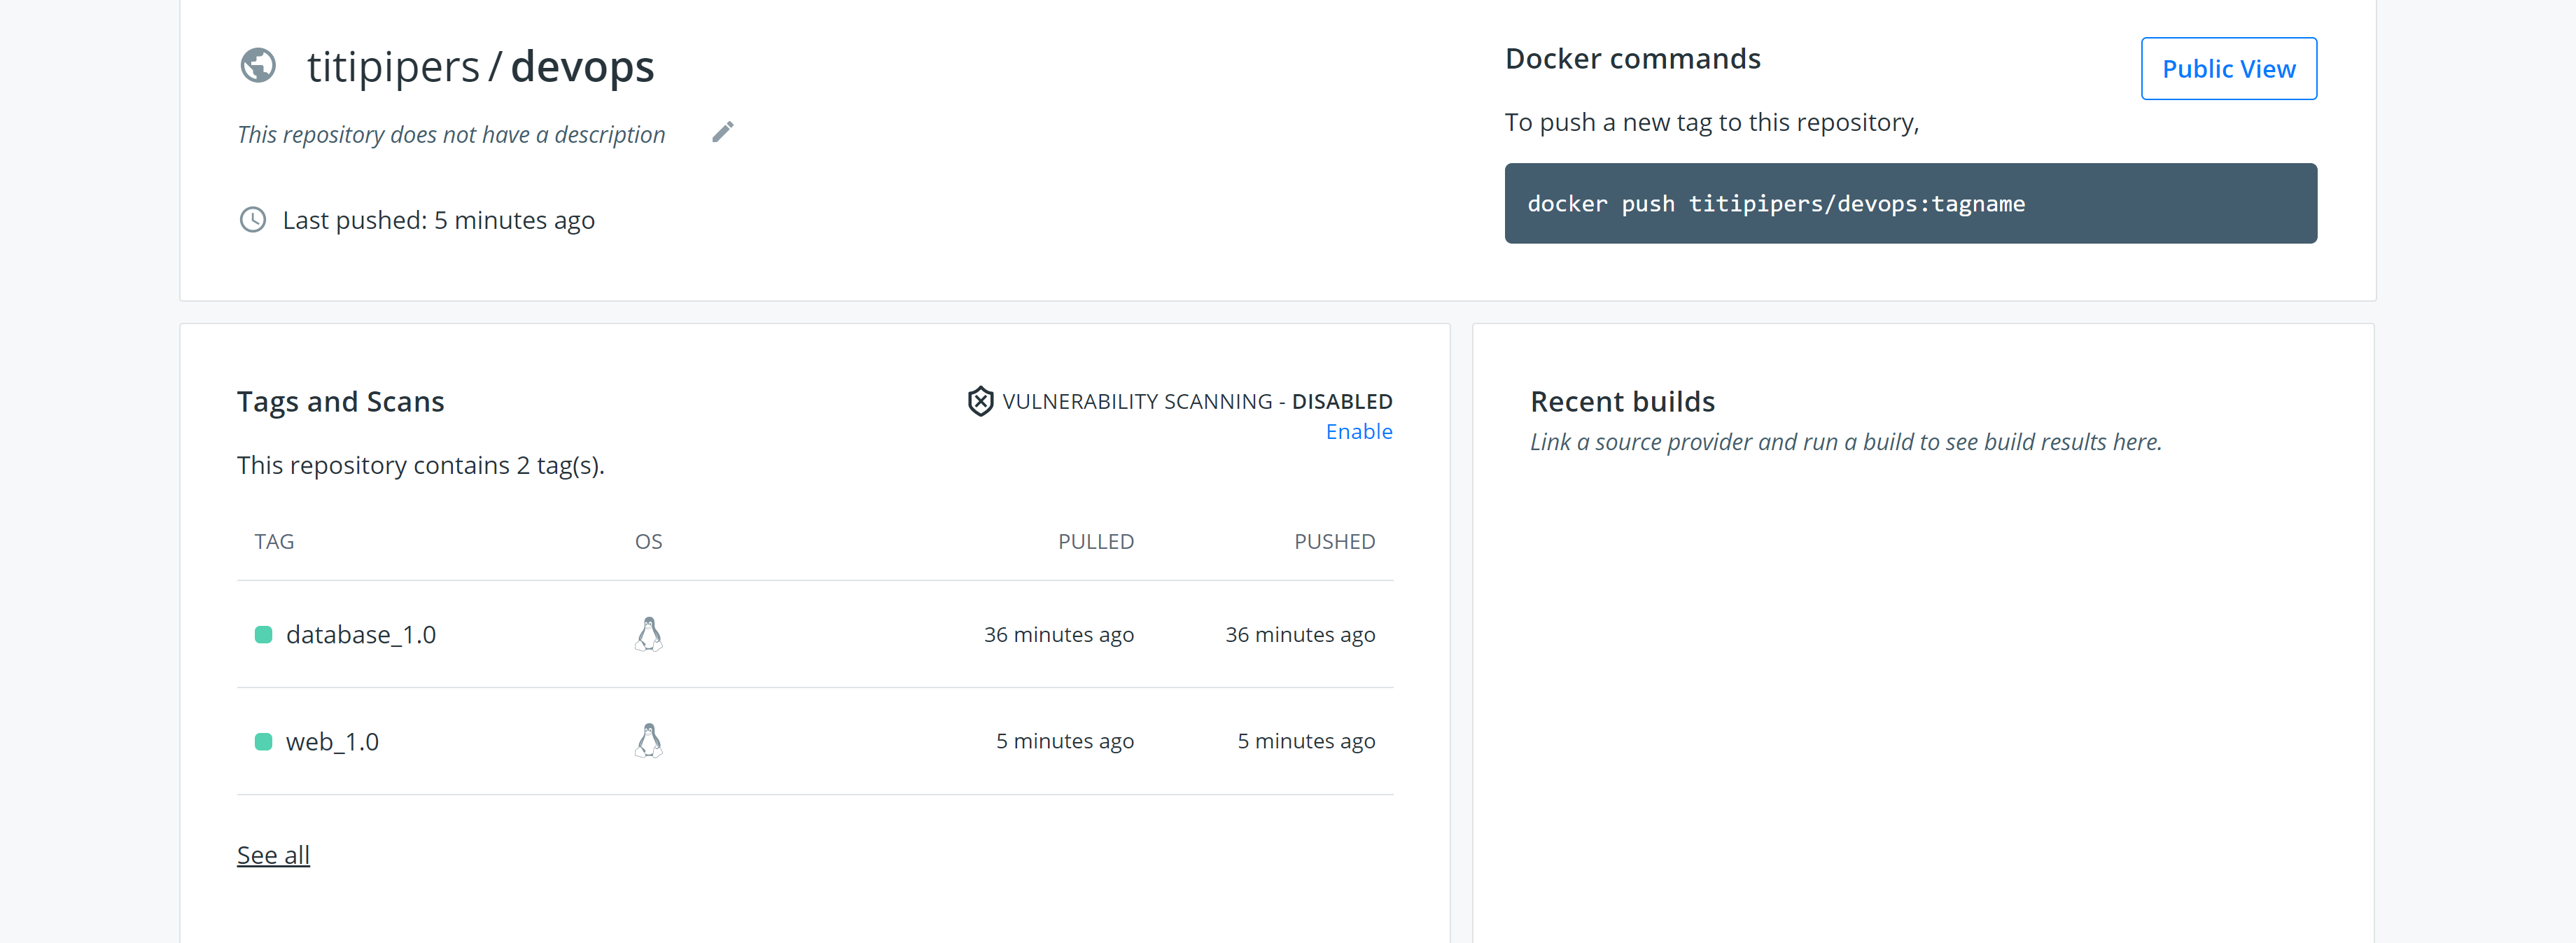 titipipers / devops
This repository does not have a description
Last pushed: 5 minutes ago
Docker commands
Public View
To push a new tag to this repository,
docker push titipipers/devops:tagname
Tags and Scans
VULNERABILITY SCANNING - DISABLED
Enable
This repository contains 2 tag(s).
TAG OS PULLED PUSHED
database_1.0 36 minutes ago 36 minutes ago
web_1.0 5 minutes ago 5 minutes ago
See all
Recent builds
Link a source provider and run a build to see build results here.